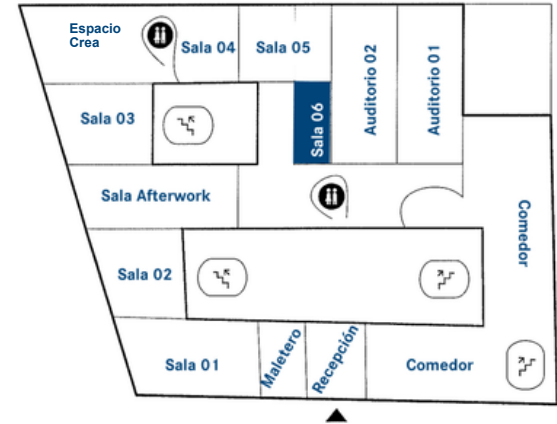 Espacio
Crea
Sala 04
Sala 05
Auditorio 02
Auditorio 01
Sala 03
Sala 06
Sala Afterwork
Comedor
Sala 02
Sala 01
Maletero
Recepción
Comedor